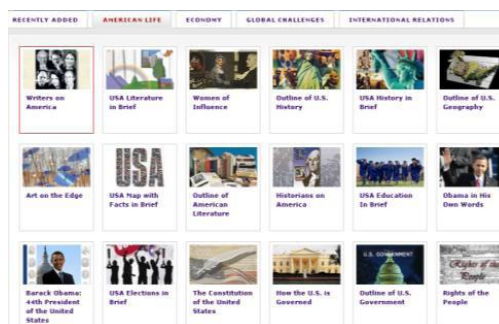 RECENTLY ADDED
AMERICAN LIFE
ECONOMY
GLOBAL CHALLENGES
INTERNATIONAL RELATIONS
Writers on
America
USA Literature
in Brief
Women of
Influence
Outline of U.S.
History
USA History in
Brief
Outline of U.S.
Geography
USA
Art on the Edge
USA Map with
Facts in Brief
Outline of
American
Literature
Historians on
America
USA Education
In Brief
Obama in His
Own Words
U.S. GOVERNMENT
Rights of the
People
Barack Obama:
44th President
of the United
States
USA Elections in
Brief
The Constitution
of the United
States
How the U.S. is
Governed
Outline of U.S.
Government
Rights of the
People